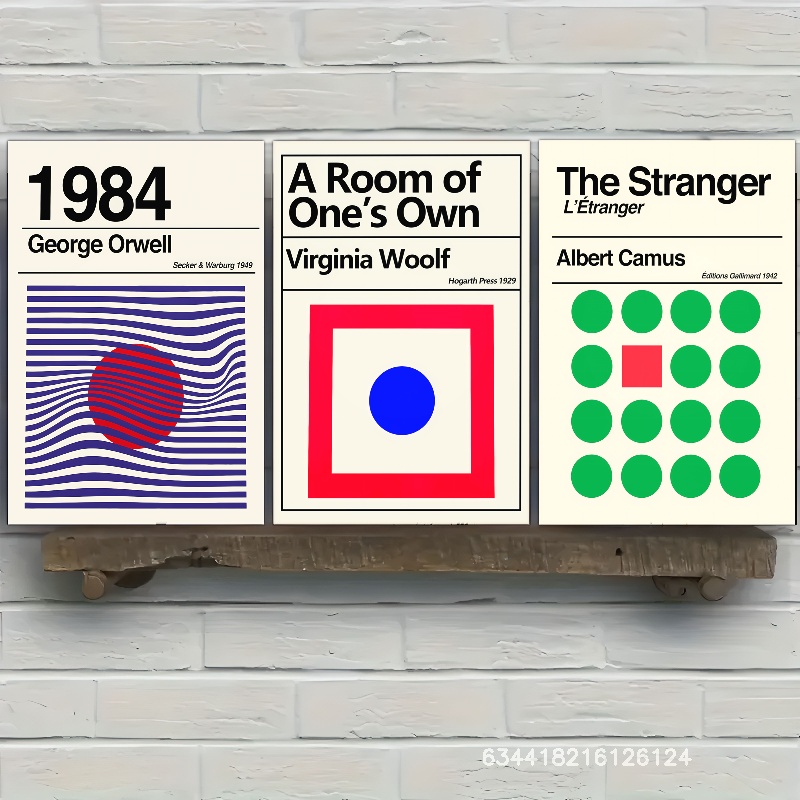 1984
George Orwell
Secker & Warburg 1949
A Room of
One's Own
Virginia Woolf
Hogarth Press 1929
The Stranger
L'Étranger
Albert Camus
Éditions Gallimard 1942
634418216126124